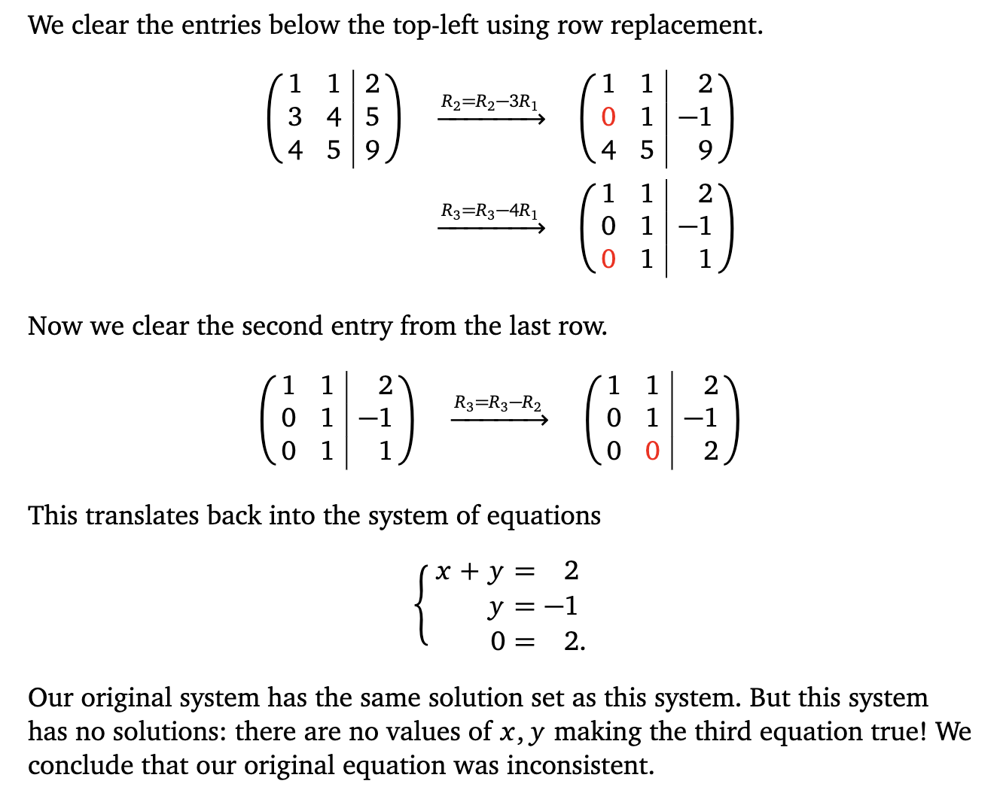 We clear the entries below the top-left using row replacement.
1 1 2
3 4 5
4 5 9
R₂=R₂−3R₁
1 1 2
0 1 −1
4 5 9
R₃=R₃−4R₁
1 1 2
0 1 −1
0 1 1
Now we clear the second entry from the last row.
1 1 2
0 1 −1
0 1 1
R₃=R₃−R₂
1 1 2
0 1 −1
0 0 2
This translates back into the system of equations
x + y = 2
y = −1
0 = 2.
Our original system has the same solution set as this system. But this system
has no solutions: there are no values of x, y making the third equation true! We
conclude that our original equation was inconsistent.